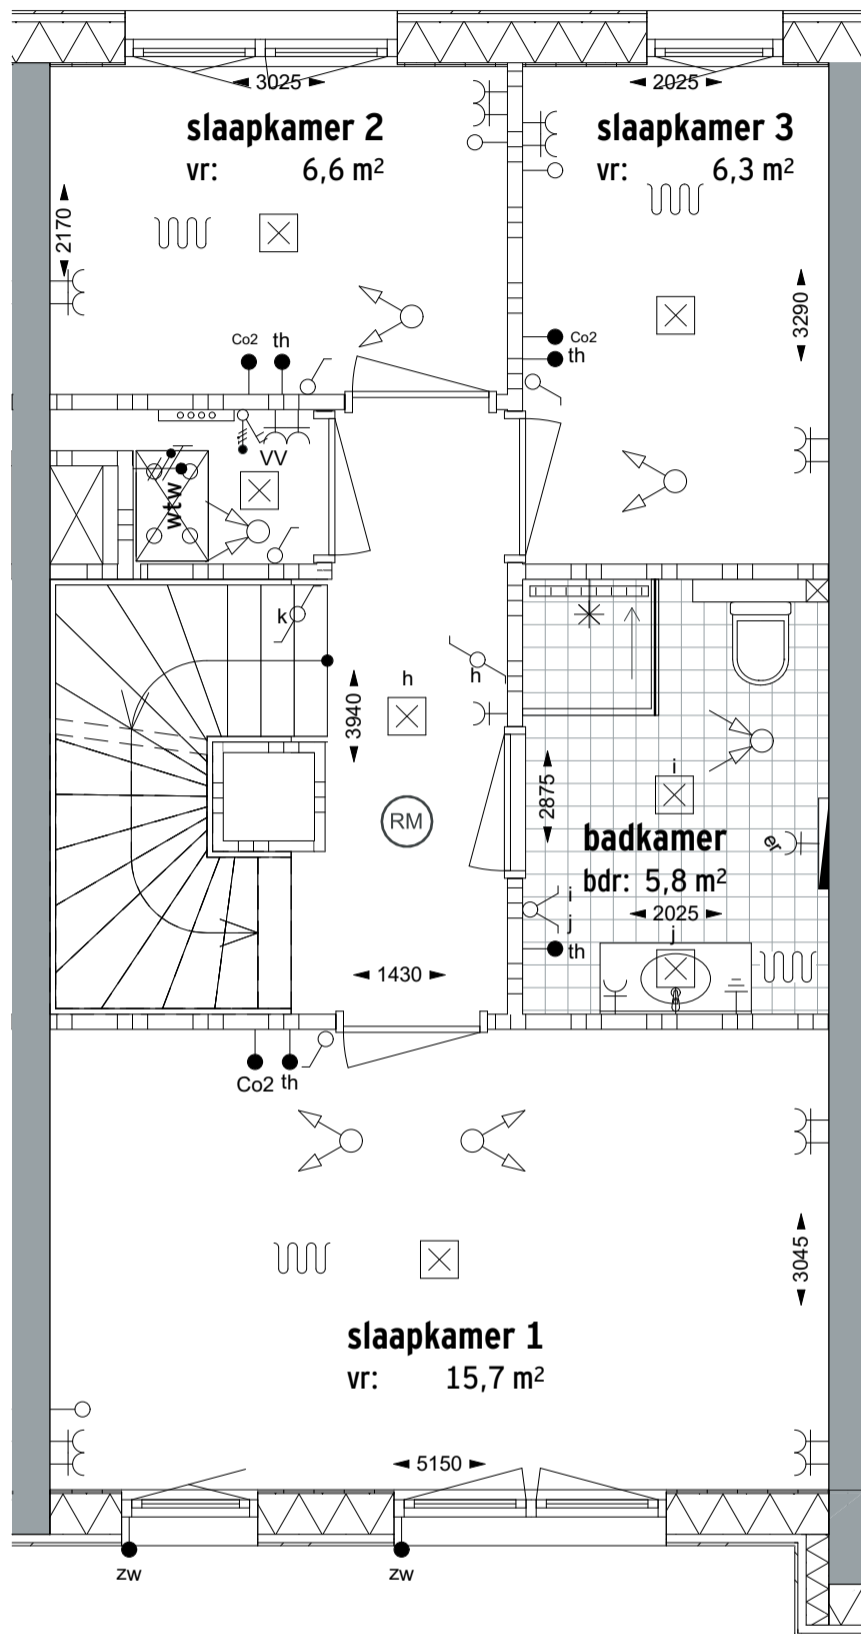 3025
2025
slaapkamer 2
vr: 6,6 m²
slaapkamer 3
vr: 6,3 m²
2170
3290
Co2 th
Co2
th
VV
wtw
k
h
h
3940
RM
i
2875
badkamer
bdr: 5,8 m²
er
2025
i
j
j
th
1430
Co2 th
3045
slaapkamer 1
vr: 15,7 m²
5150
zw
zw